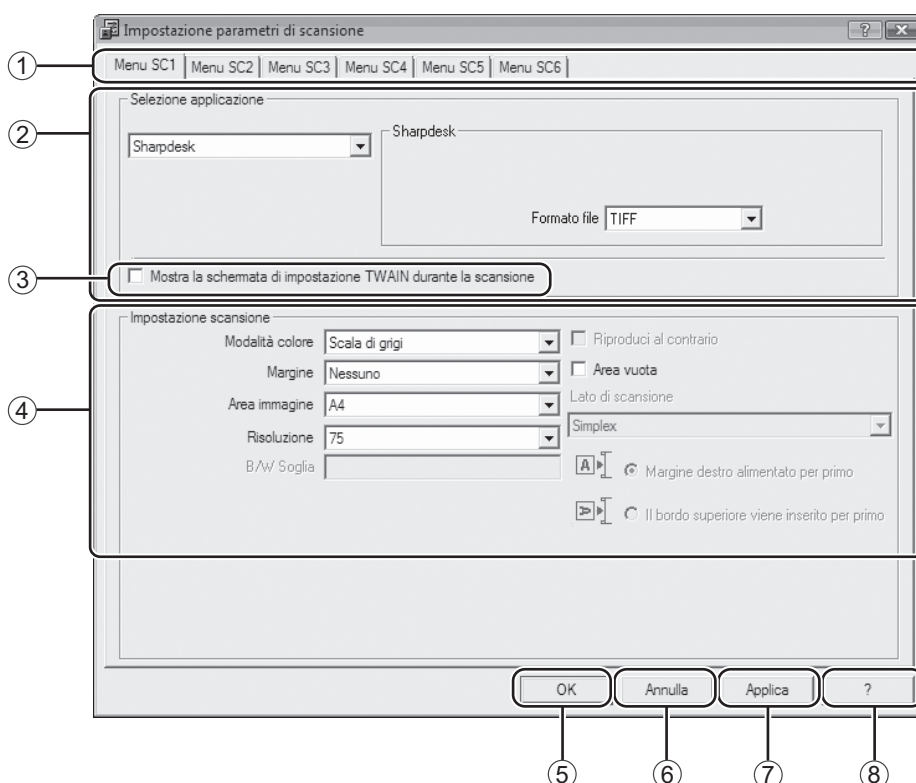 Impostazione parametri di scansione
1
Menu SC1 Menu SC2 Menu SC3 Menu SC4 Menu SC5 Menu SC6
2
Selezione applicazione
Sharpdesk
Sharpdesk
Formato file TIFF
3
Mostra la schermata di impostazione TWAIN durante la scansione
4
Impostazione scansione
Modalità colore Scala di grigi
Riproduci al contrario
Margine Nessuno
Area vuota
Area immagine A4
Lato di scansione
Simplex
Risoluzione 75
B/W Soglia
A Margine destro alimentato per primo
A Il bordo superiore viene inserito per primo
OK Annulla Applica ?
5 6 7 8